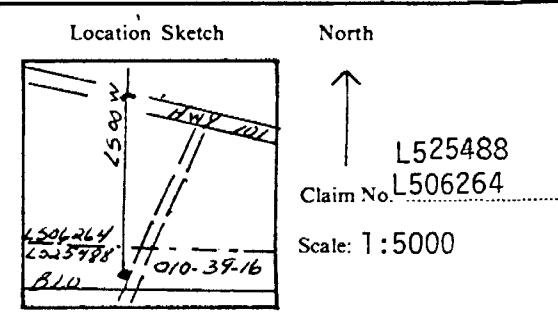 Location Sketch
North
L500W
HWY 101
L525488
Claim No. L506264
L506264
L525488
010-39-16
BLO
Scale: 1:5000